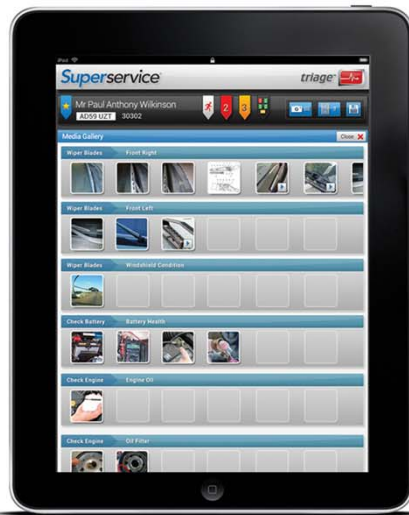 iPad
Superservice triage
Mr Paul Anthony Wilkinson 2 3
AD59 UZT 30302
Media Gallery Close X
Wiper Blades Front Right
Wiper Blades Front Left
Wiper Blades Windshield Condition
Check Battery Battery Health
Check Engine Engine Oil
Check Engine Oil Filter